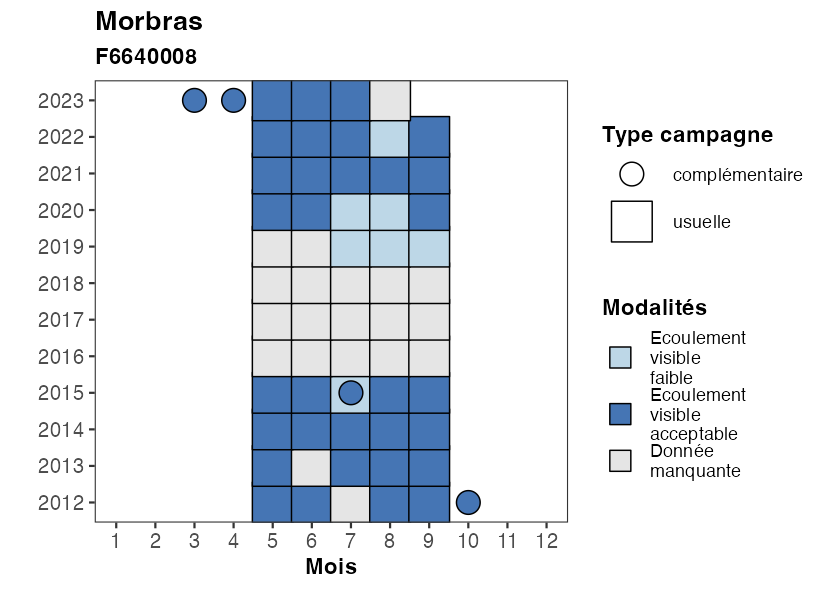 Morbras
F6640008
2023
2022
2021
2020
2019
2018
2017
2016
2015
2014
2013
2012
1 2 3 4 5 6 7 8 9 10 11 12
Mois
Type campagne
complémentaire
usuelle
Modalités
Ecoulement
visible
faible
Ecoulement
visible
acceptable
Donnée
manquante